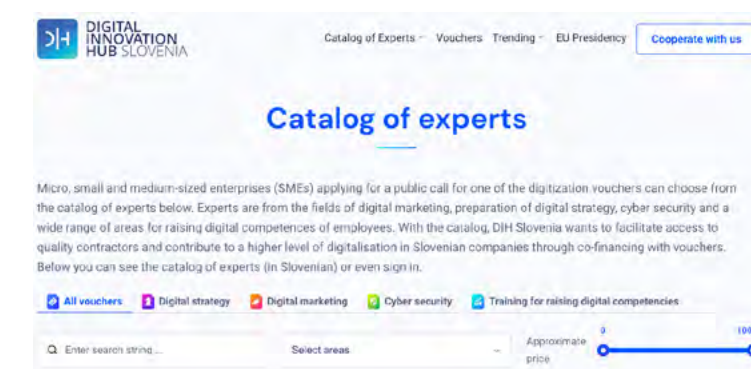 DIGITAL
INNOVATION
HUB SLOVENIA
Catalog of Experts Vouchers Trending EU Presidency Cooperate with us
Catalog of experts
Micro, small and medium-sized enterprises (SMEs) applying for a public call for one of the digitization vouchers can choose from
the catalog of experts below. Experts are from the fields of digital marketing, preparation of digital strategy, cyber security and a
wide range of areas for raising digital competences of employees. With the catalog, DIH Slovenia wants to facilitate access to
quality contractors and contribute to a higher level of digitalisation in Slovenian companies through co-financing with vouchers.
Below you can see the catalog of experts (in Slovenian) or even sign in.
All vouchers Digital strategy Digital marketing Cyber security Training for raising digital competencies
0 100
Enter search string ... Select areas Approximate
price